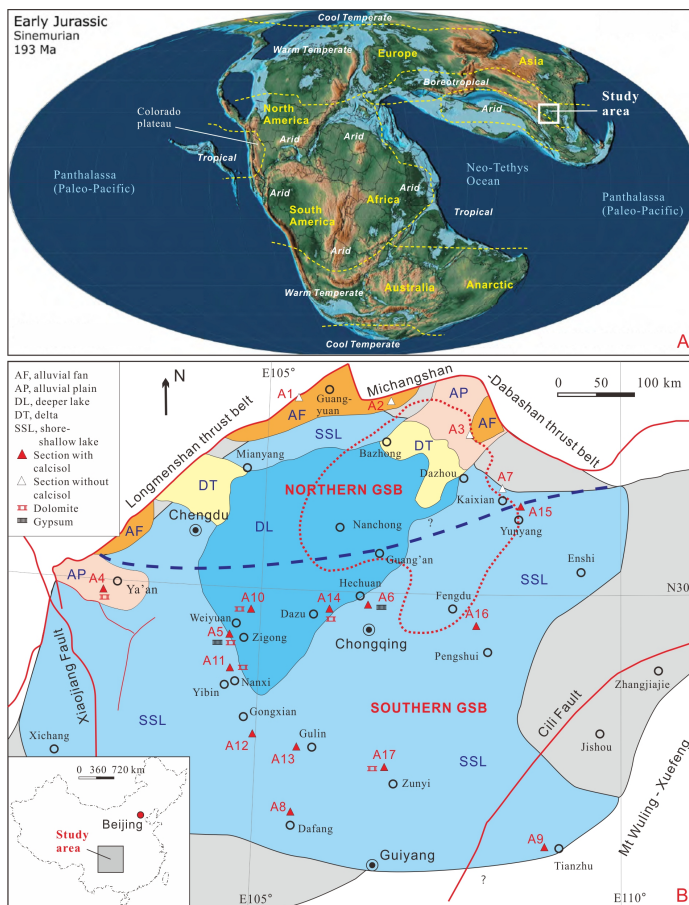 Early Jurassic
Sinemurian
193 Ma
Cool Temperate
Warm Temperate
Europe
Asia
Boreotropical
Study
area
North
America
Colorado
plateau
Arid
Arid
Arid
Tropical
Arid
Arid
Panthalassa
(Paleo-Pacific)
Neo-Tethys
Ocean
Africa
South
America
Tropical
Panthalassa
(Paleo-Pacific)
Arid
Warm Temperate
Australia
Anarctic
Cool Temperate
A
AF, alluvial fan
AP, alluvial plain
DL, deeper lake
DT, delta
SSL, shore-
shallow lake
Section with
calcisol
Section without
calcisol
Dolomite
Gypsum
N
E105°
Michangshan
-Dabashan thrust belt
0 50 100 km
Longmenshan thrust belt
A1
Guang-
yuan
A2
AP
AF
AF
A3
SSL
Bazhong
DT
Mianyang
Dazhou
A7
DT
NORTHERN GSB
Kaixian
A15
Chengdu
DL
Nanchong
?
Yunyang
AF
Guang'an
Enshi
AP
A4
Ya'an
SSL
Hechuan
N30°
A10
A14
A6
Fengdu
Weiyuan
Dazu
A16
A5
Zigong
Chongqing
Pengshui
A11
Nanxi
Yibin
Zhangjiajie
Xiaojiang Fault
SSL
Gongxian
SOUTHERN GSB
Cili Fault
Xichang
A12
Gulin
A13
A17
SSL
Jishou
Zunyi
0 360 720 km
A8
Dafang
Beijing
Study
area
A9
Tianzhu
Mt Wuling - Xuefeng
Guiyang
?
E105°
E110°
B